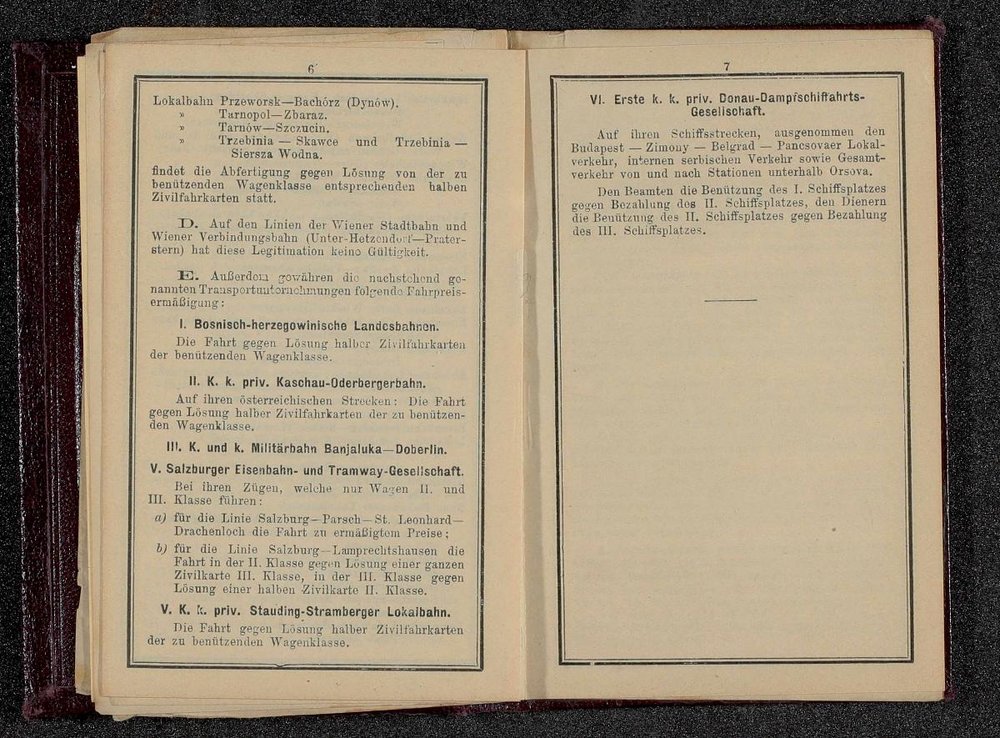 6
Lokalbahn Przeworsk—Bachórz (Dynów).
» Tarnopol—Zbaraz.
» Tarnów—Szczucin.
» Trzebinia — Skawce und Trzebinia —
Siersza Wodna.
findet die Abfertigung gegen Lösung von der zu
benützenden Wagenklasse entsprechenden halben
Zivilfahrkarten statt.
D. Auf den Linien der Wiener Stadtbahn und
Wiener Verbindungsbahn (Unter-Hetzendorf—Prater-
stern) hat diese Legitimation keine Gültigkeit.
E. Außerdem gewähren die nachstehend ge-
nannten Transportunternehmungen folgende Fahrpreis-
ermäßigung:
I. Bosnisch-herzegowinische Landesbahnen.
Die Fahrt gegen Lösung halber Zivilfahrkarten
der benützenden Wagenklasse.
II. K. k. priv. Kaschau-Oderbergerbahn.
Auf ihren österreichischen Strecken: Die Fahrt
gegen Lösung halber Zivilfahrkarten der zu benützen-
den Wagenklasse.
III. K. und k. Militärbahn Banjaluka—Doberlin.
V. Salzburger Eisenbahn- und Tramway-Gesellschaft.
Bei ihren Zügen, welche nur Wagen II. und
III. Klasse führen:
a) für die Linie Salzburg—Parsch—St. Leonhard—
Drachenloch die Fahrt zu ermäßigtem Preise;
b) für die Linie Salzburg—Lamprechtshausen die
Fahrt in der II. Klasse gegen Lösung einer ganzen
Zivilkarte III. Klasse, in der III. Klasse gegen
Lösung einer halben Zivilkarte II. Klasse.
V. K. k. priv. Stauding-Stramberger Lokalbahn.
Die Fahrt gegen Lösung halber Zivilfahrkarten
der zu benützenden Wagenklasse.
7
VI. Erste k. k. priv. Donau-Dampfschiffahrts-
Gesellschaft.
Auf ihren Schiffsstrecken, ausgenommen den
Budapest — Zimony — Belgrad — Pancsovaer Lokal-
verkehr, internen serbischen Verkehr sowie Gesamt-
verkehr von und nach Stationen unterhalb Orsova.
Den Beamten die Benützung des I. Schiffsplatzes
gegen Bezahlung des II. Schiffsplatzes, den Dienern
die Benützung des II. Schiffsplatzes gegen Bezahlung
des III. Schiffsplatzes.